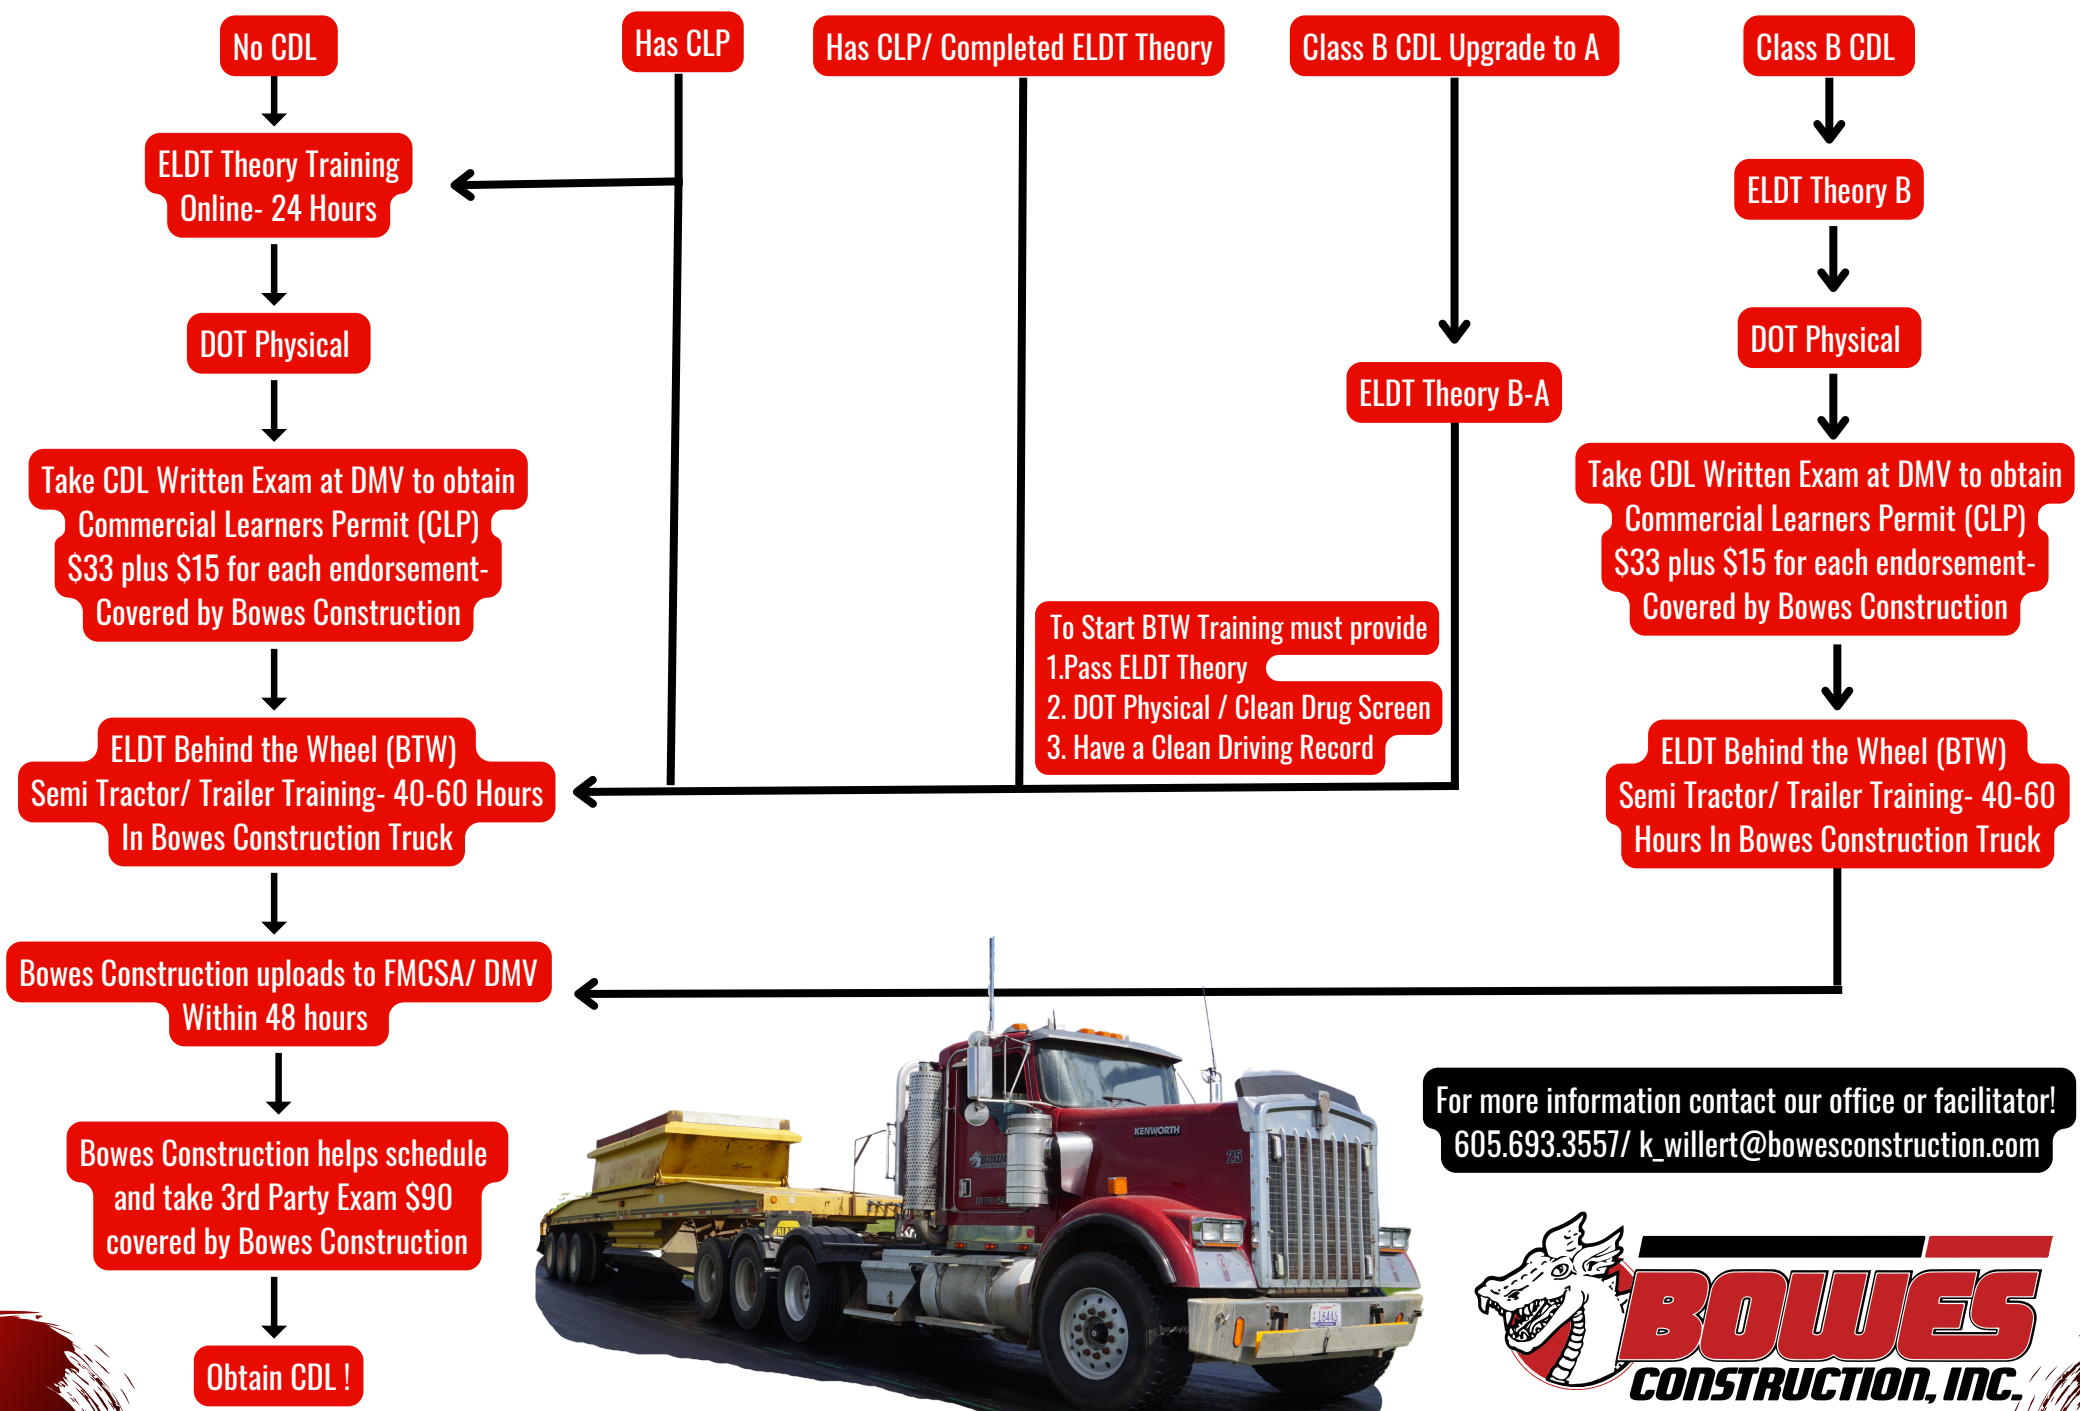 No CDL
Has CLP
Has CLP/ Completed ELDT Theory
Class B CDL Upgrade to A
Class B CDL
ELDT Theory Training
Online- 24 Hours
ELDT Theory B
DOT Physical
DOT Physical
ELDT Theory B-A
Take CDL Written Exam at DMV to obtain
Commercial Learners Permit (CLP)
$33 plus $15 for each endorsement-
Covered by Bowes Construction
Take CDL Written Exam at DMV to obtain
Commercial Learners Permit (CLP)
$33 plus $15 for each endorsement-
Covered by Bowes Construction
To Start BTW Training must provide
1.Pass ELDT Theory
2. DOT Physical / Clean Drug Screen
3. Have a Clean Driving Record
ELDT Behind the Wheel (BTW)
Semi Tractor/ Trailer Training- 40-60 Hours
In Bowes Construction Truck
ELDT Behind the Wheel (BTW)
Semi Tractor/ Trailer Training- 40-60
Hours In Bowes Construction Truck
Bowes Construction uploads to FMCSA/ DMV
Within 48 hours
Bowes Construction helps schedule
and take 3rd Party Exam $90
covered by Bowes Construction
Obtain CDL !
KENWORTH
25
For more information contact our office or facilitator!
605.693.3557/ k_willert@bowesconstruction.com
BOWES
CONSTRUCTION, INC.